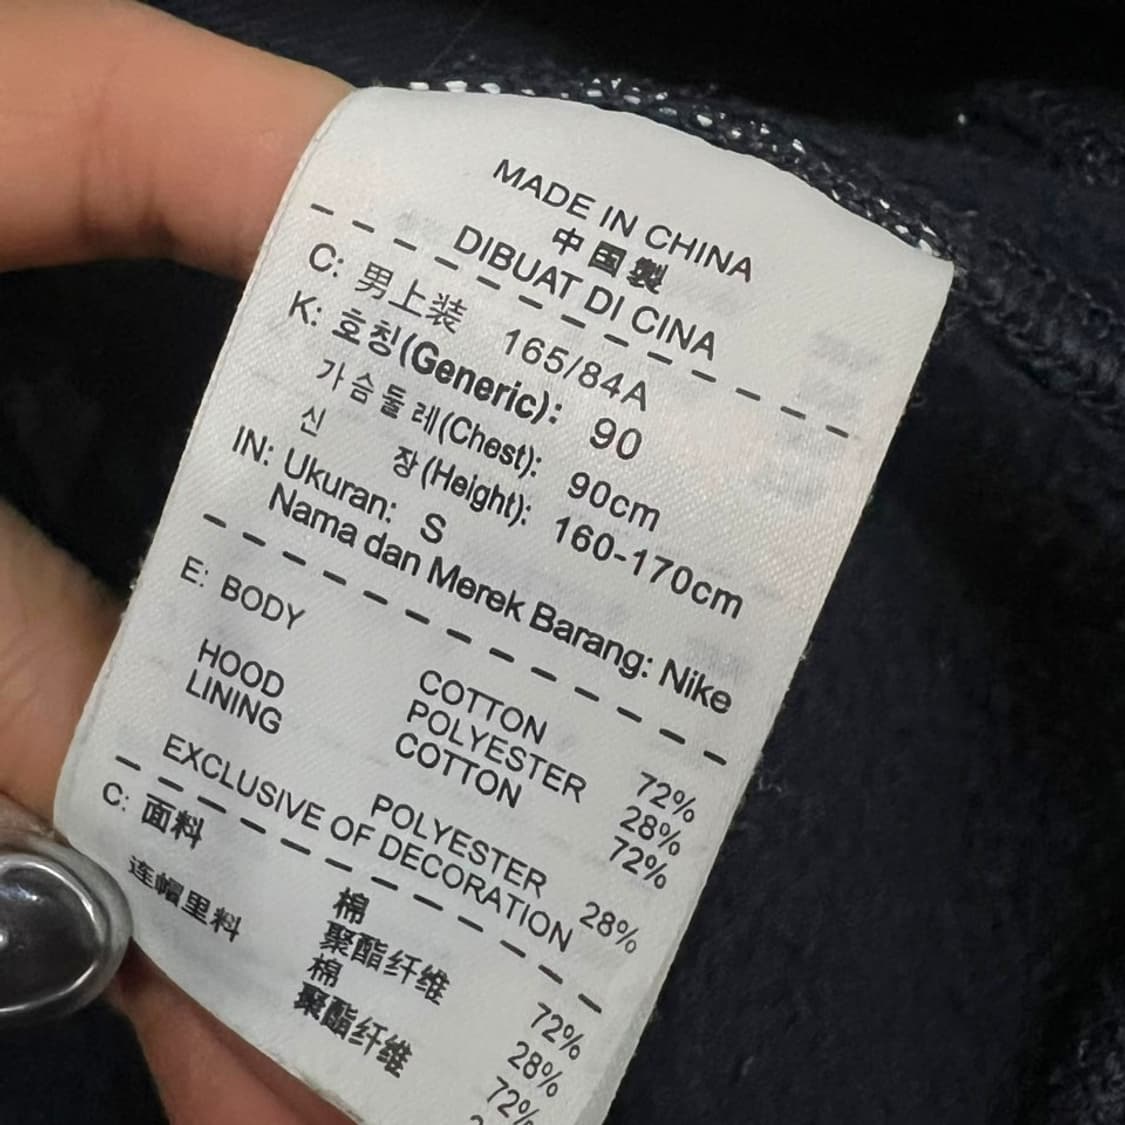 MADE IN CHINA
中国製
DIBUAT DI CINA
C: 男上装 165/84A
K: 호칭(Generic): 90
가슴둘레(Chest): 90cm
신 장(Height): 160-170cm
IN: Ukuran: S
Nama dan Merek Barang: Nike
E: BODY COTTON 72%
POLYESTER 28%
HOOD LINING COTTON 72%
POLYESTER 28%
EXCLUSIVE OF DECORATION
C: 面料 棉 72%
聚酯纤维 28%
连帽里料 棉 72%
聚酯纤维